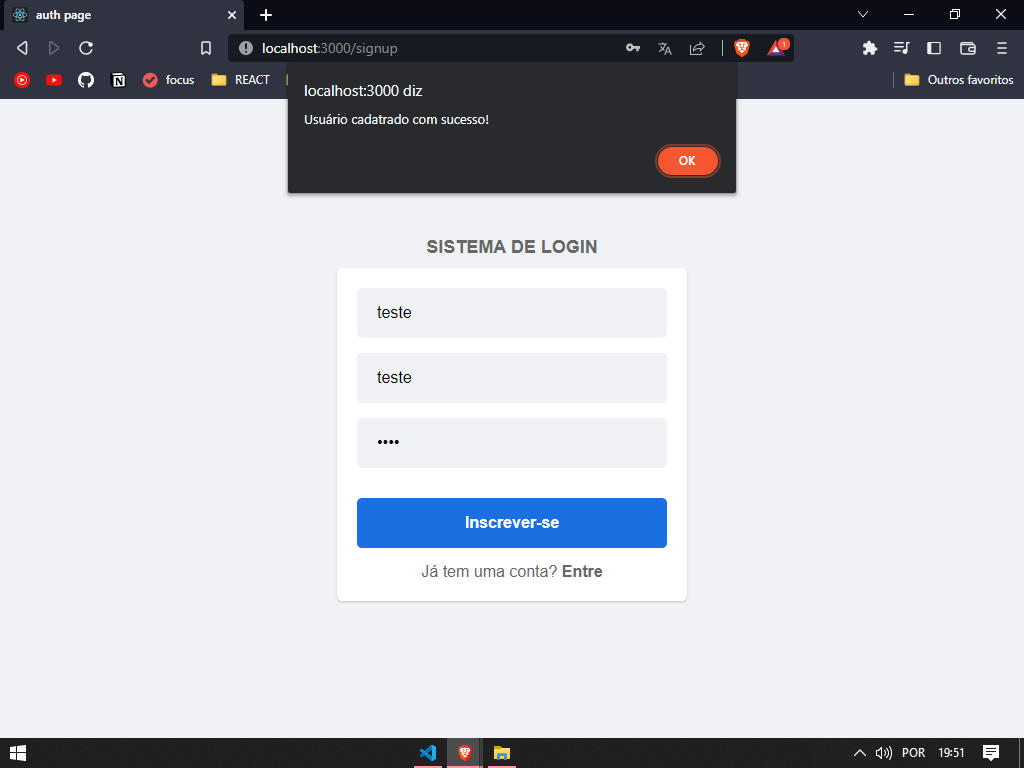 auth page
localhost:3000/signup
1
focus
REACT
Outros favoritos
localhost:3000 diz
Usuário cadatrado com sucesso!
OK
SISTEMA DE LOGIN
teste
teste
••••
Inscrever-se
Já tem uma conta? Entre
POR
19:51